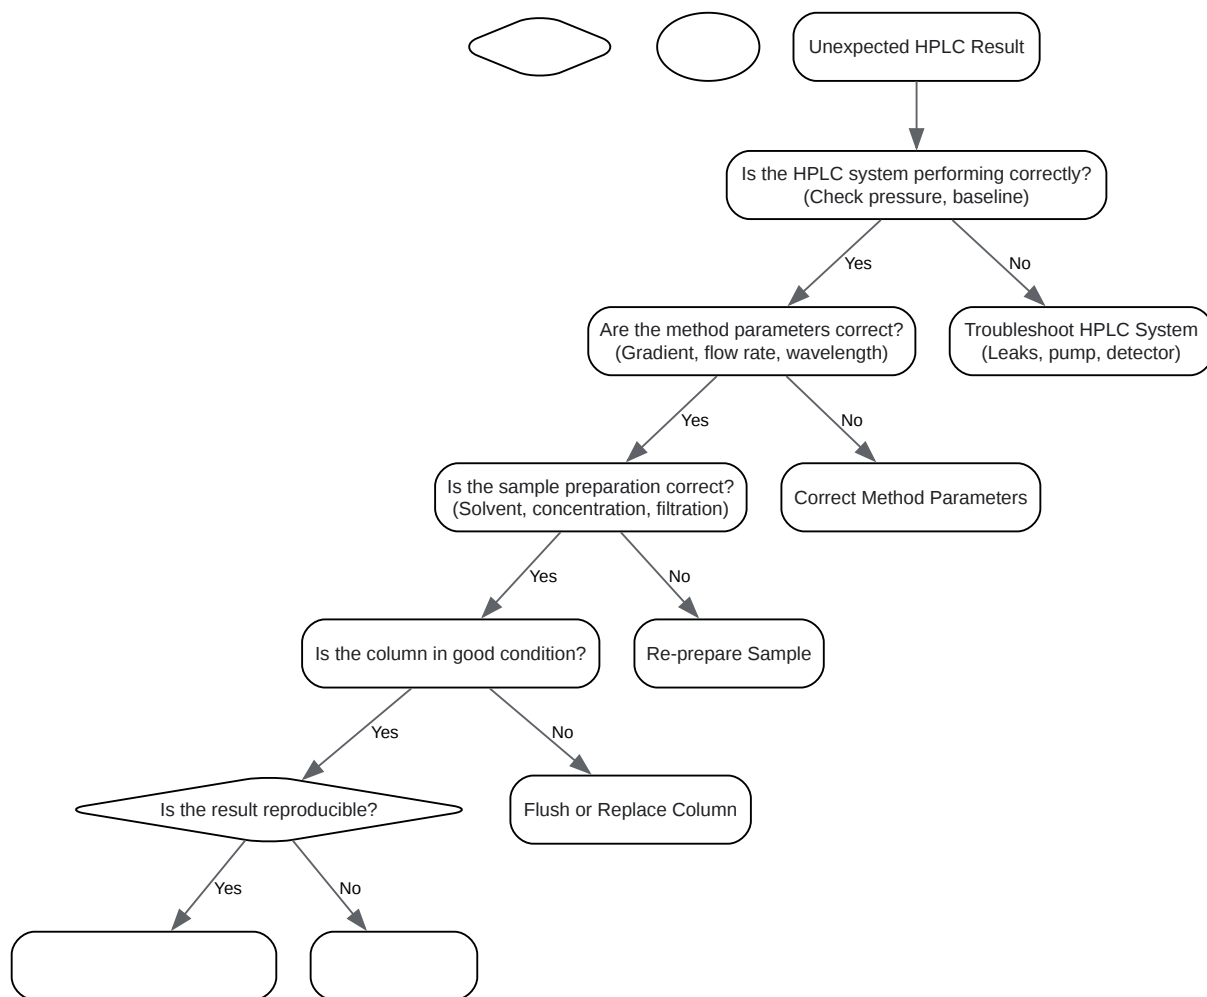 Unexpected HPLC Result
Is the HPLC system performing correctly?
(Check pressure, baseline)
Yes
No
Are the method parameters correct?
(Gradient, flow rate, wavelength)
Troubleshoot HPLC System
(Leaks, pump, detector)
Yes
No
Is the sample preparation correct?
(Solvent, concentration, filtration)
Correct Method Parameters
Yes
No
Is the column in good condition?
Re-prepare Sample
Yes
No
Is the result reproducible?
Flush or Replace Column
Yes
No